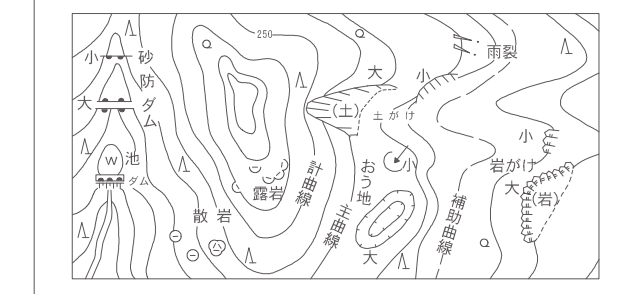 小
砂防ダム
大
W
池
ダム
250
大
(土)
土がけ
小
雨裂
小
岩がけ
大
(岩)
おう地
小
大
計曲線
主曲線
補助曲線
露岩
散岩